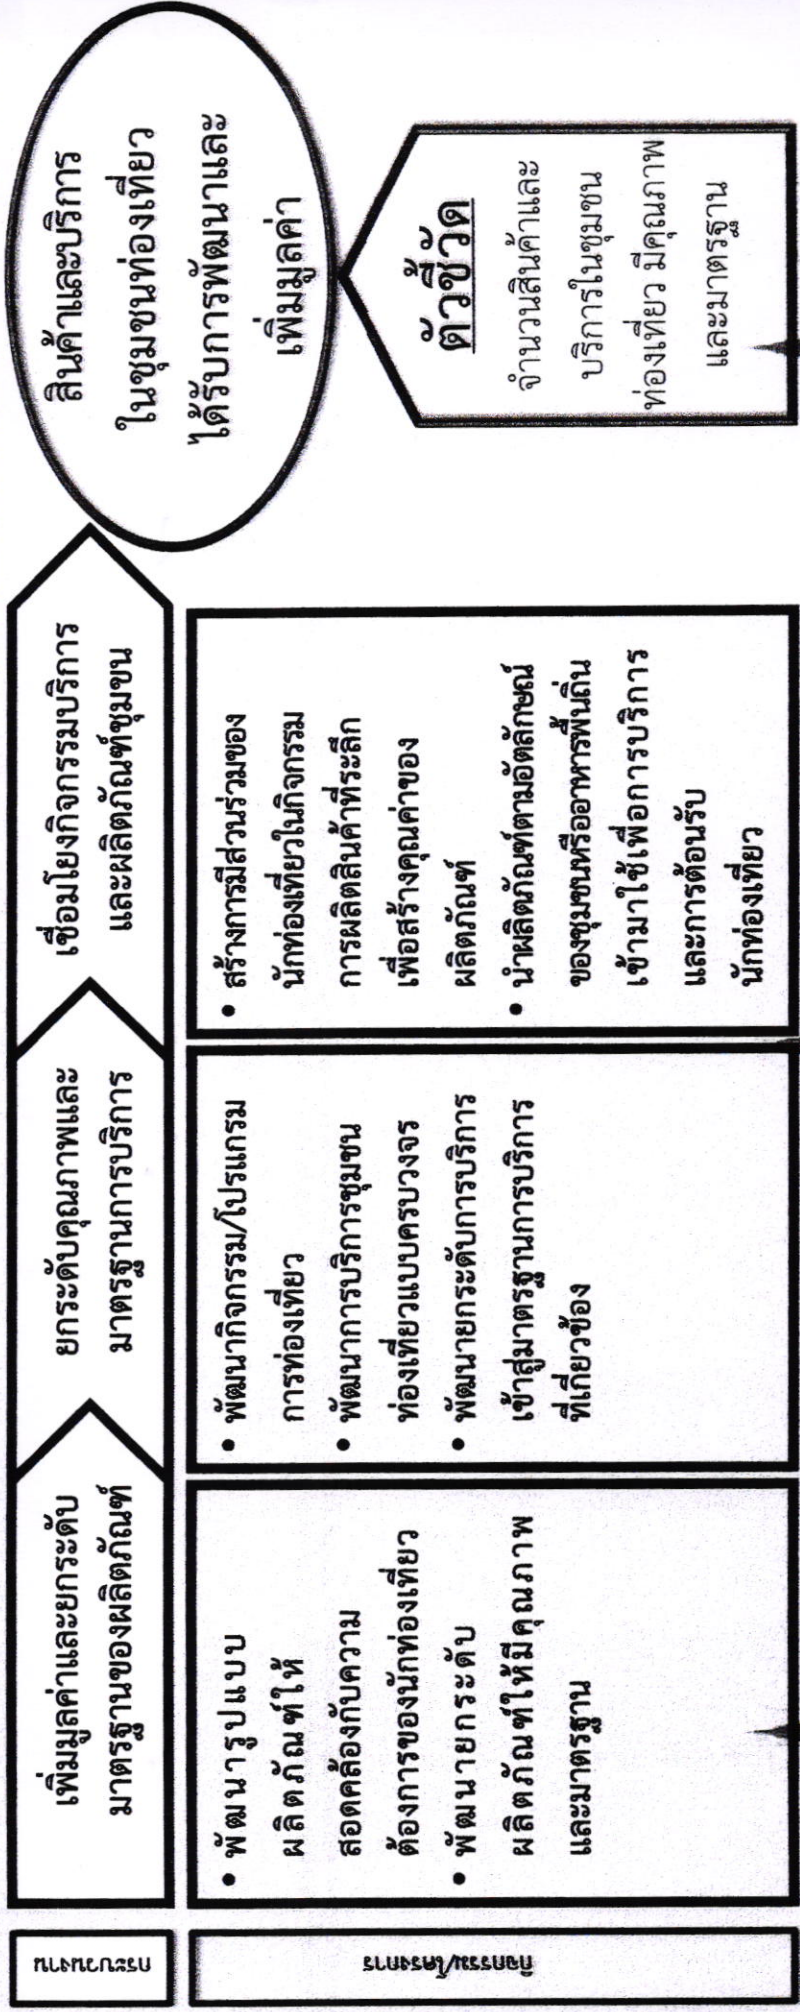 กระบวนงาน
เพิ่มมูลค่าและยกระดับ
มาตรฐานของผลิตภัณฑ์
ยกระดับคุณภาพและ
มาตรฐานการบริการ
เชื่อมโยงกิจกรรมบริการ
และผลิตภัณฑ์ชุมชน
สินค้าและบริการ
ในชุมชนท่องเที่ยว
ได้รับการพัฒนาและ
เพิ่มมูลค่า
กิจกรรม/โครงการ
• พัฒนารูปแบบ
ผลิตภัณฑ์ให้
สอดคล้องกับความ
ต้องการของนักท่องเที่ยว
• พัฒนายกระดับ
ผลิตภัณฑ์ให้มีคุณภาพ
และมาตรฐาน
• พัฒนากิจกรรม/โปรแกรม
การท่องเที่ยว
• พัฒนาการบริการชุมชน
ท่องเที่ยวแบบครบวงจร
• พัฒนายกระดับการบริการ
เข้าสู่มาตรฐานการบริการ
ที่เกี่ยวข้อง
• สร้างการมีส่วนร่วมของ
นักท่องเที่ยวในกิจกรรม
การผลิตสินค้าที่ระลึก
เพื่อสร้างคุณค่าของ
ผลิตภัณฑ์
• นำผลิตภัณฑ์ตามอัตลักษณ์
ของชุมชนหรืออาหารพื้นถิ่น
เข้ามาใช้เพื่อการบริการ
และการต้อนรับ
นักท่องเที่ยว
ตัวชี้วัด
จำนวนสินค้าและ
บริการในชุมชน
ท่องเที่ยว มีคุณภาพ
และมาตรฐาน